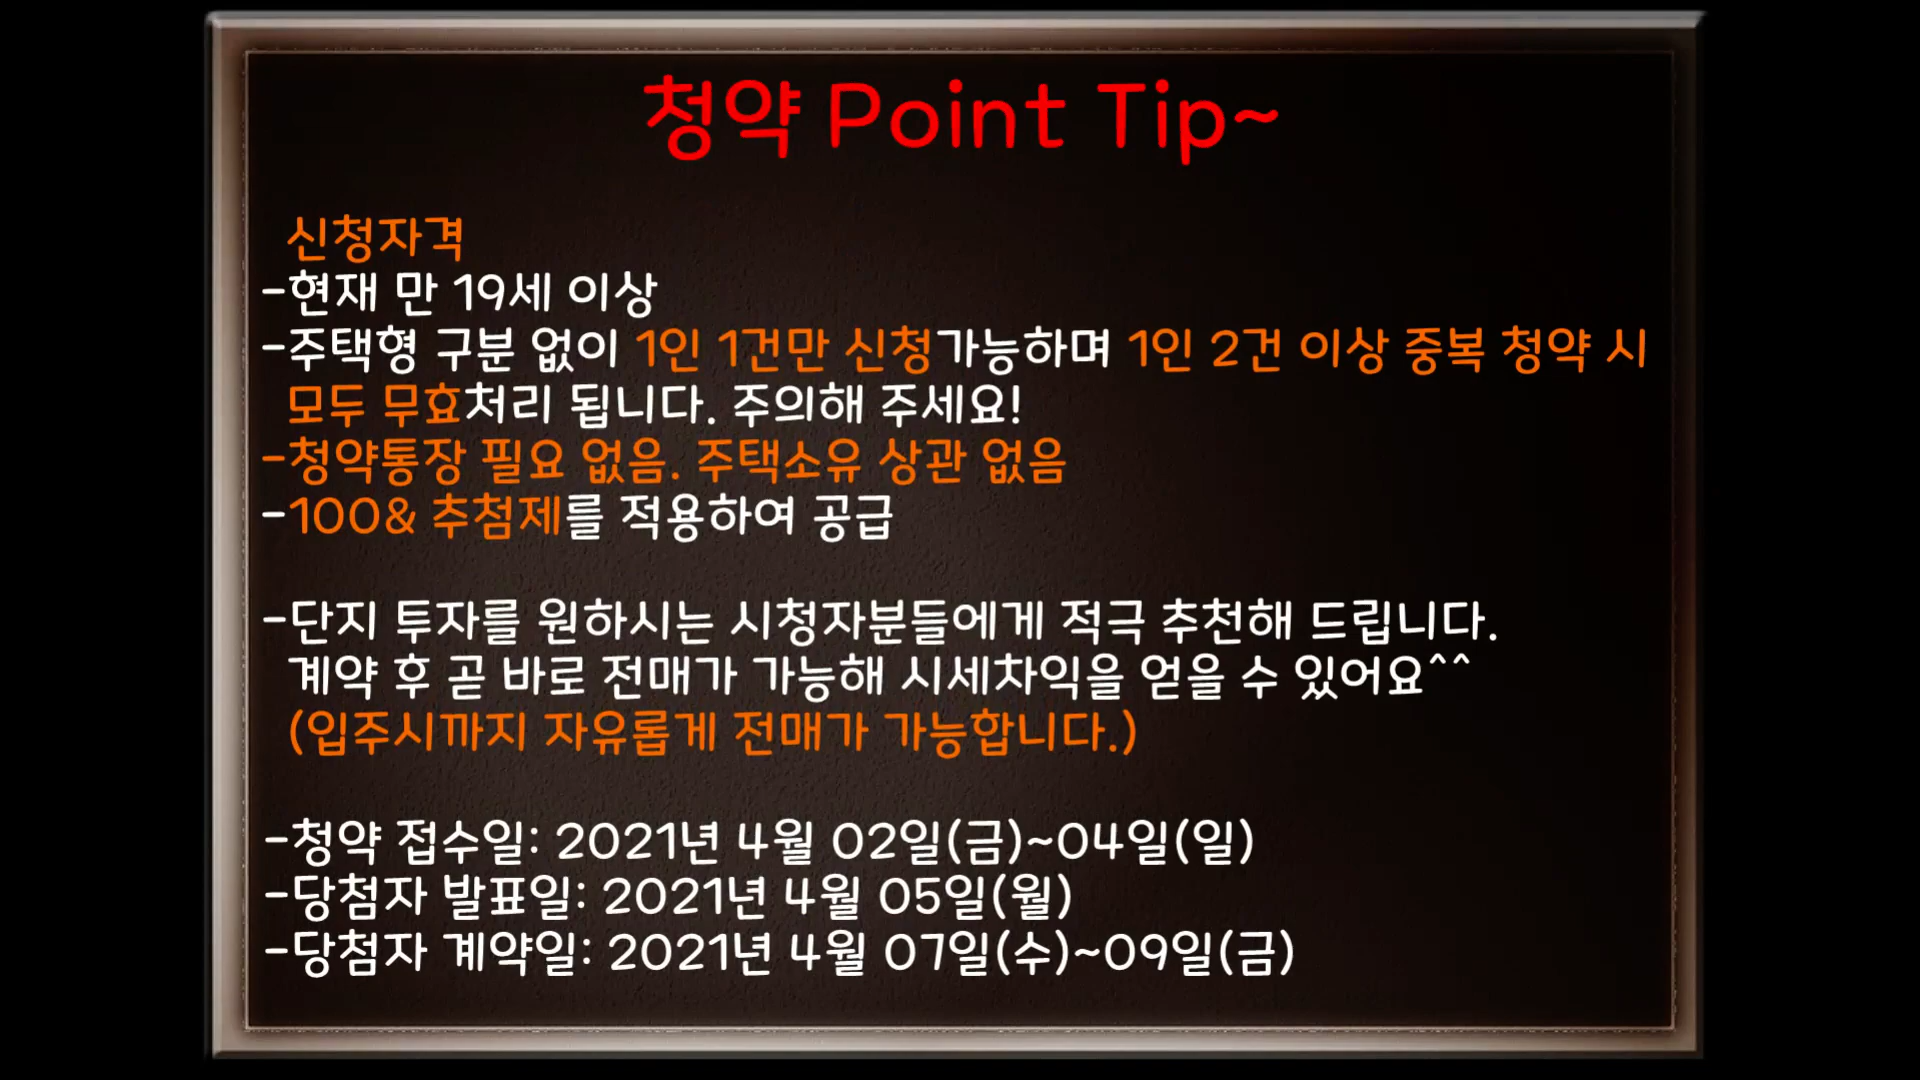 청약 Point Tip~
신청자격
-현재 만 19세 이상
-주택형 구분 없이 1인 1건만 신청가능하며 1인 2건 이상 중복 청약 시
모두 무효처리 됩니다. 주의해 주세요!
-청약통장 필요 없음. 주택소유 상관 없음
-100& 추첨제를 적용하여 공급
-단지 투자를 원하시는 시청자분들에게 적극 추천해 드립니다.
계약 후 곧 바로 전매가 가능해 시세차익을 얻을 수 있어요^^
(입주시까지 자유롭게 전매가 가능합니다.)
-청약 접수일: 2021년 4월 02일(금)~04일(일)
-당첨자 발표일: 2021년 4월 05일(월)
-당첨자 계약일: 2021년 4월 07일(수)~09일(금)